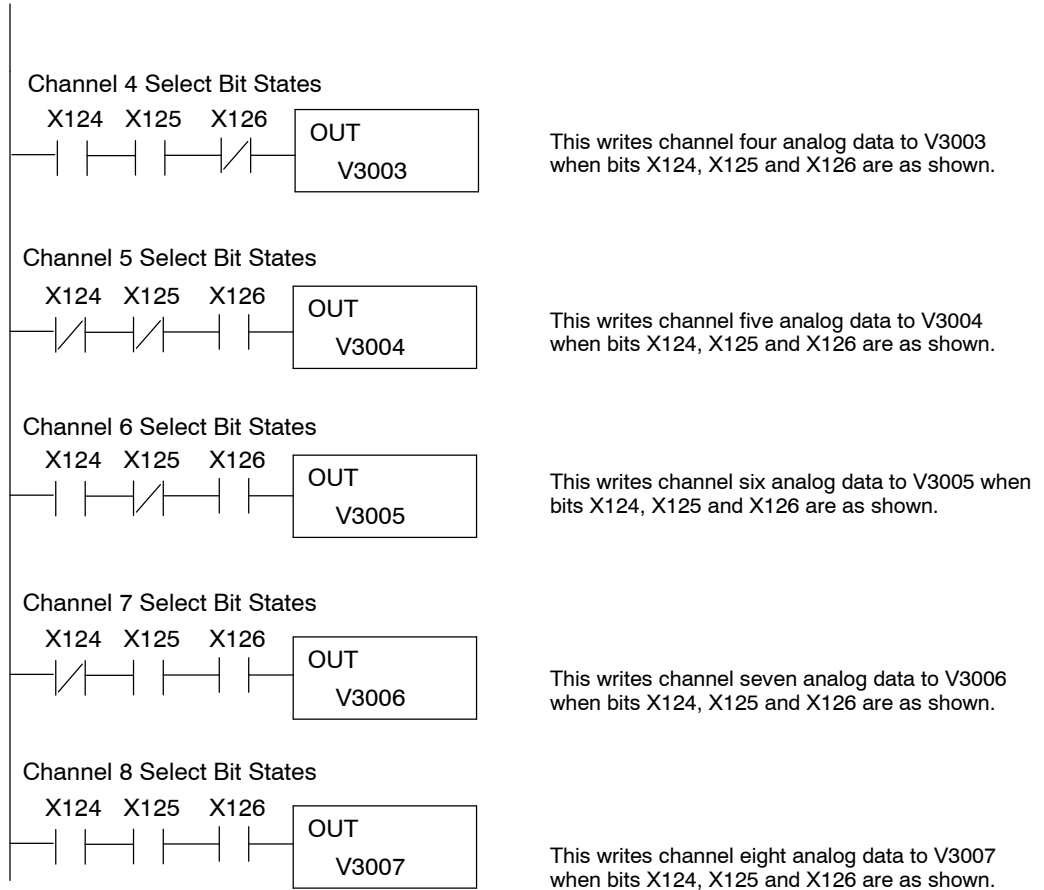 Channel 4 Select Bit States
X124 X125 X126
OUT
V3003
This writes channel four analog data to V3003
when bits X124, X125 and X126 are as shown.
Channel 5 Select Bit States
X124 X125 X126
OUT
V3004
This writes channel five analog data to V3004
when bits X124, X125 and X126 are as shown.
Channel 6 Select Bit States
X124 X125 X126
OUT
V3005
This writes channel six analog data to V3005 when
bits X124, X125 and X126 are as shown.
Channel 7 Select Bit States
X124 X125 X126
OUT
V3006
This writes channel seven analog data to V3006
when bits X124, X125 and X126 are as shown.
Channel 8 Select Bit States
X124 X125 X126
OUT
V3007
This writes channel eight analog data to V3007
when bits X124, X125 and X126 are as shown.